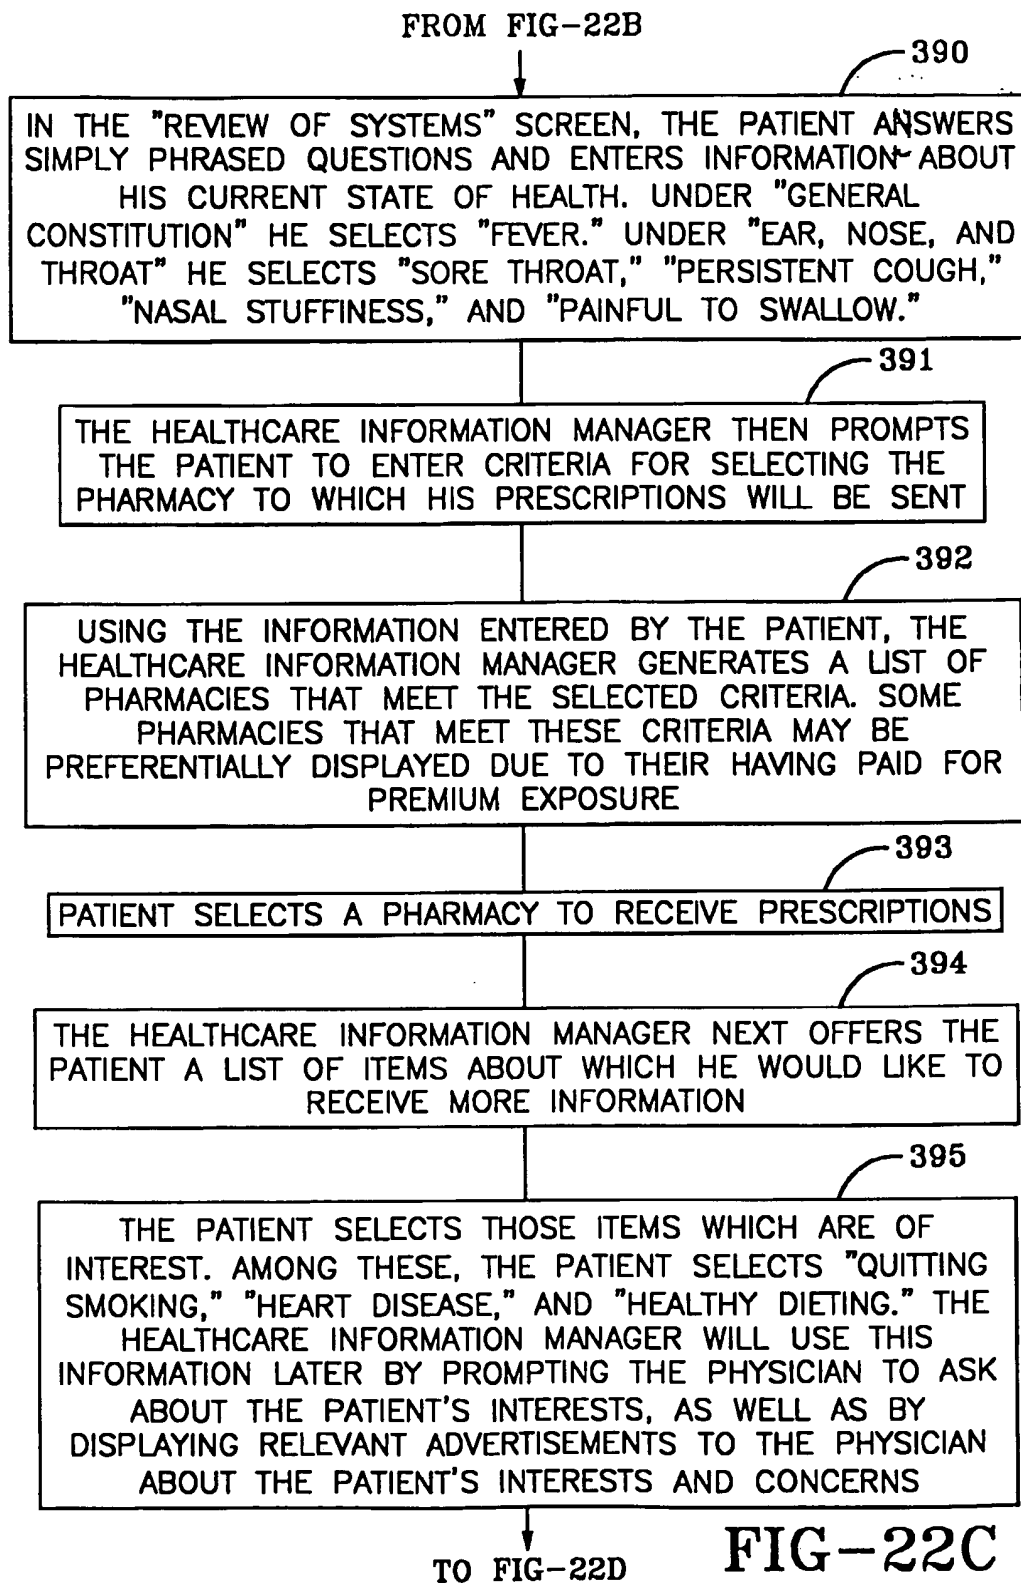 FROM FIG-22B
390
IN THE "REVIEW OF SYSTEMS" SCREEN, THE PATIENT ANSWERS
SIMPLY PHRASED QUESTIONS AND ENTERS INFORMATION ABOUT
HIS CURRENT STATE OF HEALTH. UNDER "GENERAL
CONSTITUTION" HE SELECTS "FEVER." UNDER "EAR, NOSE, AND
THROAT" HE SELECTS "SORE THROAT," "PERSISTENT COUGH,"
"NASAL STUFFINESS," AND "PAINFUL TO SWALLOW."
391
THE HEALTHCARE INFORMATION MANAGER THEN PROMPTS
THE PATIENT TO ENTER CRITERIA FOR SELECTING THE
PHARMACY TO WHICH HIS PRESCRIPTIONS WILL BE SENT
392
USING THE INFORMATION ENTERED BY THE PATIENT, THE
HEALTHCARE INFORMATION MANAGER GENERATES A LIST OF
PHARMACIES THAT MEET THE SELECTED CRITERIA. SOME
PHARMACIES THAT MEET THESE CRITERIA MAY BE
PREFERENTIALLY DISPLAYED DUE TO THEIR HAVING PAID FOR
PREMIUM EXPOSURE
393
PATIENT SELECTS A PHARMACY TO RECEIVE PRESCRIPTIONS
394
THE HEALTHCARE INFORMATION MANAGER NEXT OFFERS THE
PATIENT A LIST OF ITEMS ABOUT WHICH HE WOULD LIKE TO
RECEIVE MORE INFORMATION
395
THE PATIENT SELECTS THOSE ITEMS WHICH ARE OF
INTEREST. AMONG THESE, THE PATIENT SELECTS "QUITTING
SMOKING," "HEART DISEASE," AND "HEALTHY DIETING." THE
HEALTHCARE INFORMATION MANAGER WILL USE THIS
INFORMATION LATER BY PROMPTING THE PHYSICIAN TO ASK
ABOUT THE PATIENT'S INTERESTS, AS WELL AS BY
DISPLAYING RELEVANT ADVERTISEMENTS TO THE PHYSICIAN
ABOUT THE PATIENT'S INTERESTS AND CONCERNS
TO FIG-22D
FIG-22C